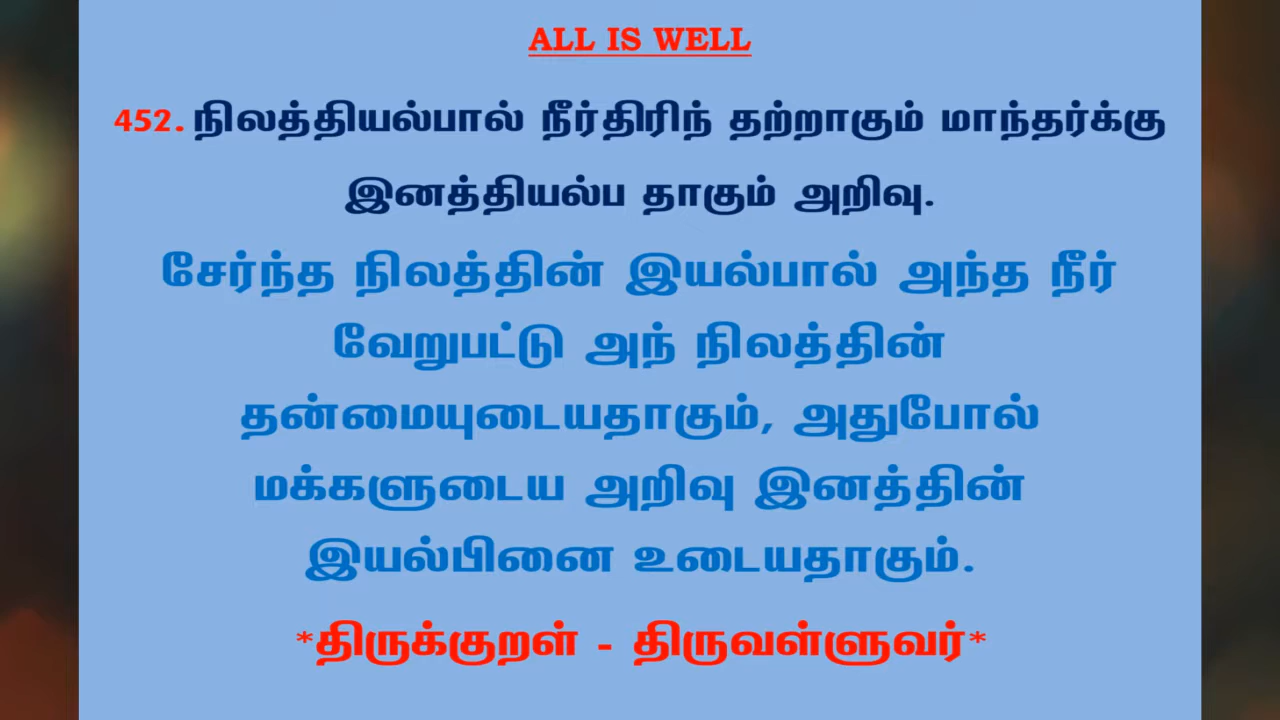 ALL IS WELL
452. நிலத்தியல்பால் நீர்திரிந் தற்றாகும் மாந்தர்க்கு
இனத்தியல்ப தாகும் அறிவு.
சேர்ந்த நிலத்தின் இயல்பால் அந்த நீர்
வேறுபட்டு அந் நிலத்தின்
தன்மையுடையதாகும், அதுபோல்
மக்களுடைய அறிவு இனத்தின்
இயல்பினை உடையதாகும்.
*திருக்குறள் - திருவள்ளுவர்*